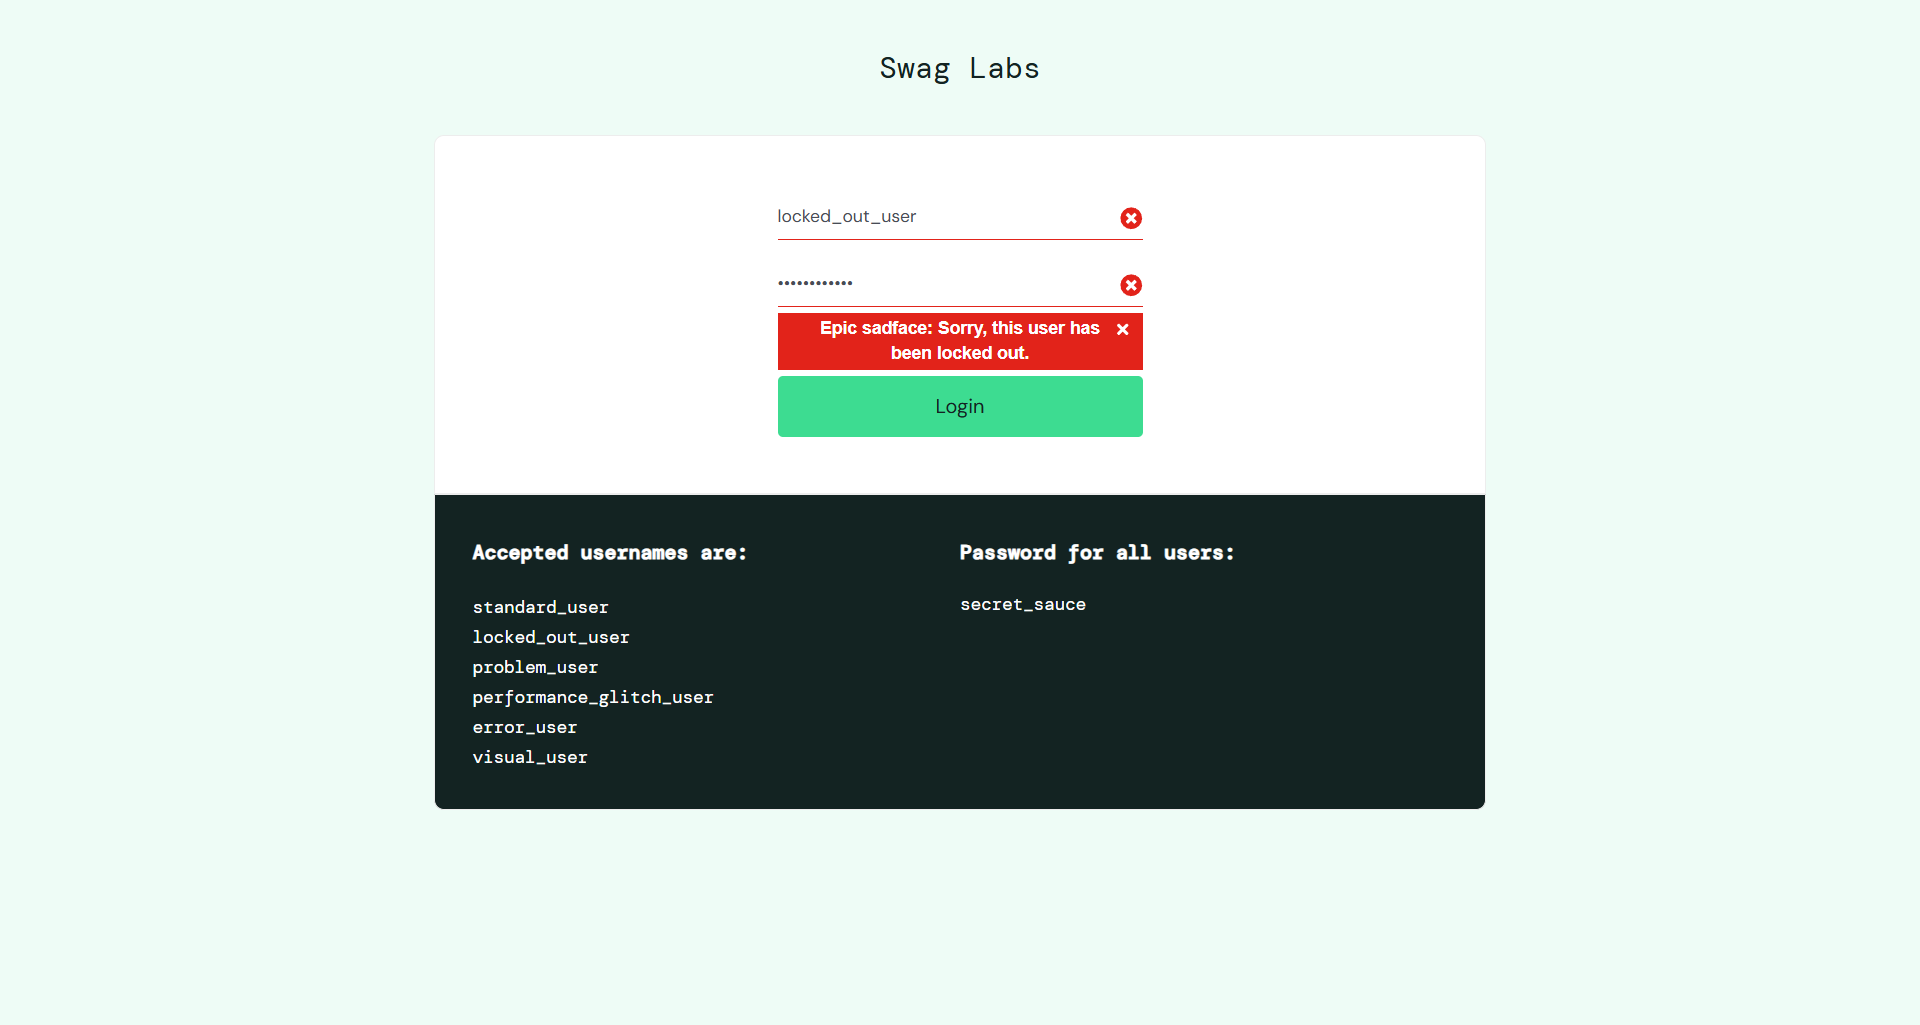 Swag Labs
locked_out_user
••••••••••••
Epic sadface: Sorry, this user has
been locked out.
Login
Accepted usernames are:
standard_user
locked_out_user
problem_user
performance_glitch_user
error_user
visual_user
Password for all users:
secret_sauce